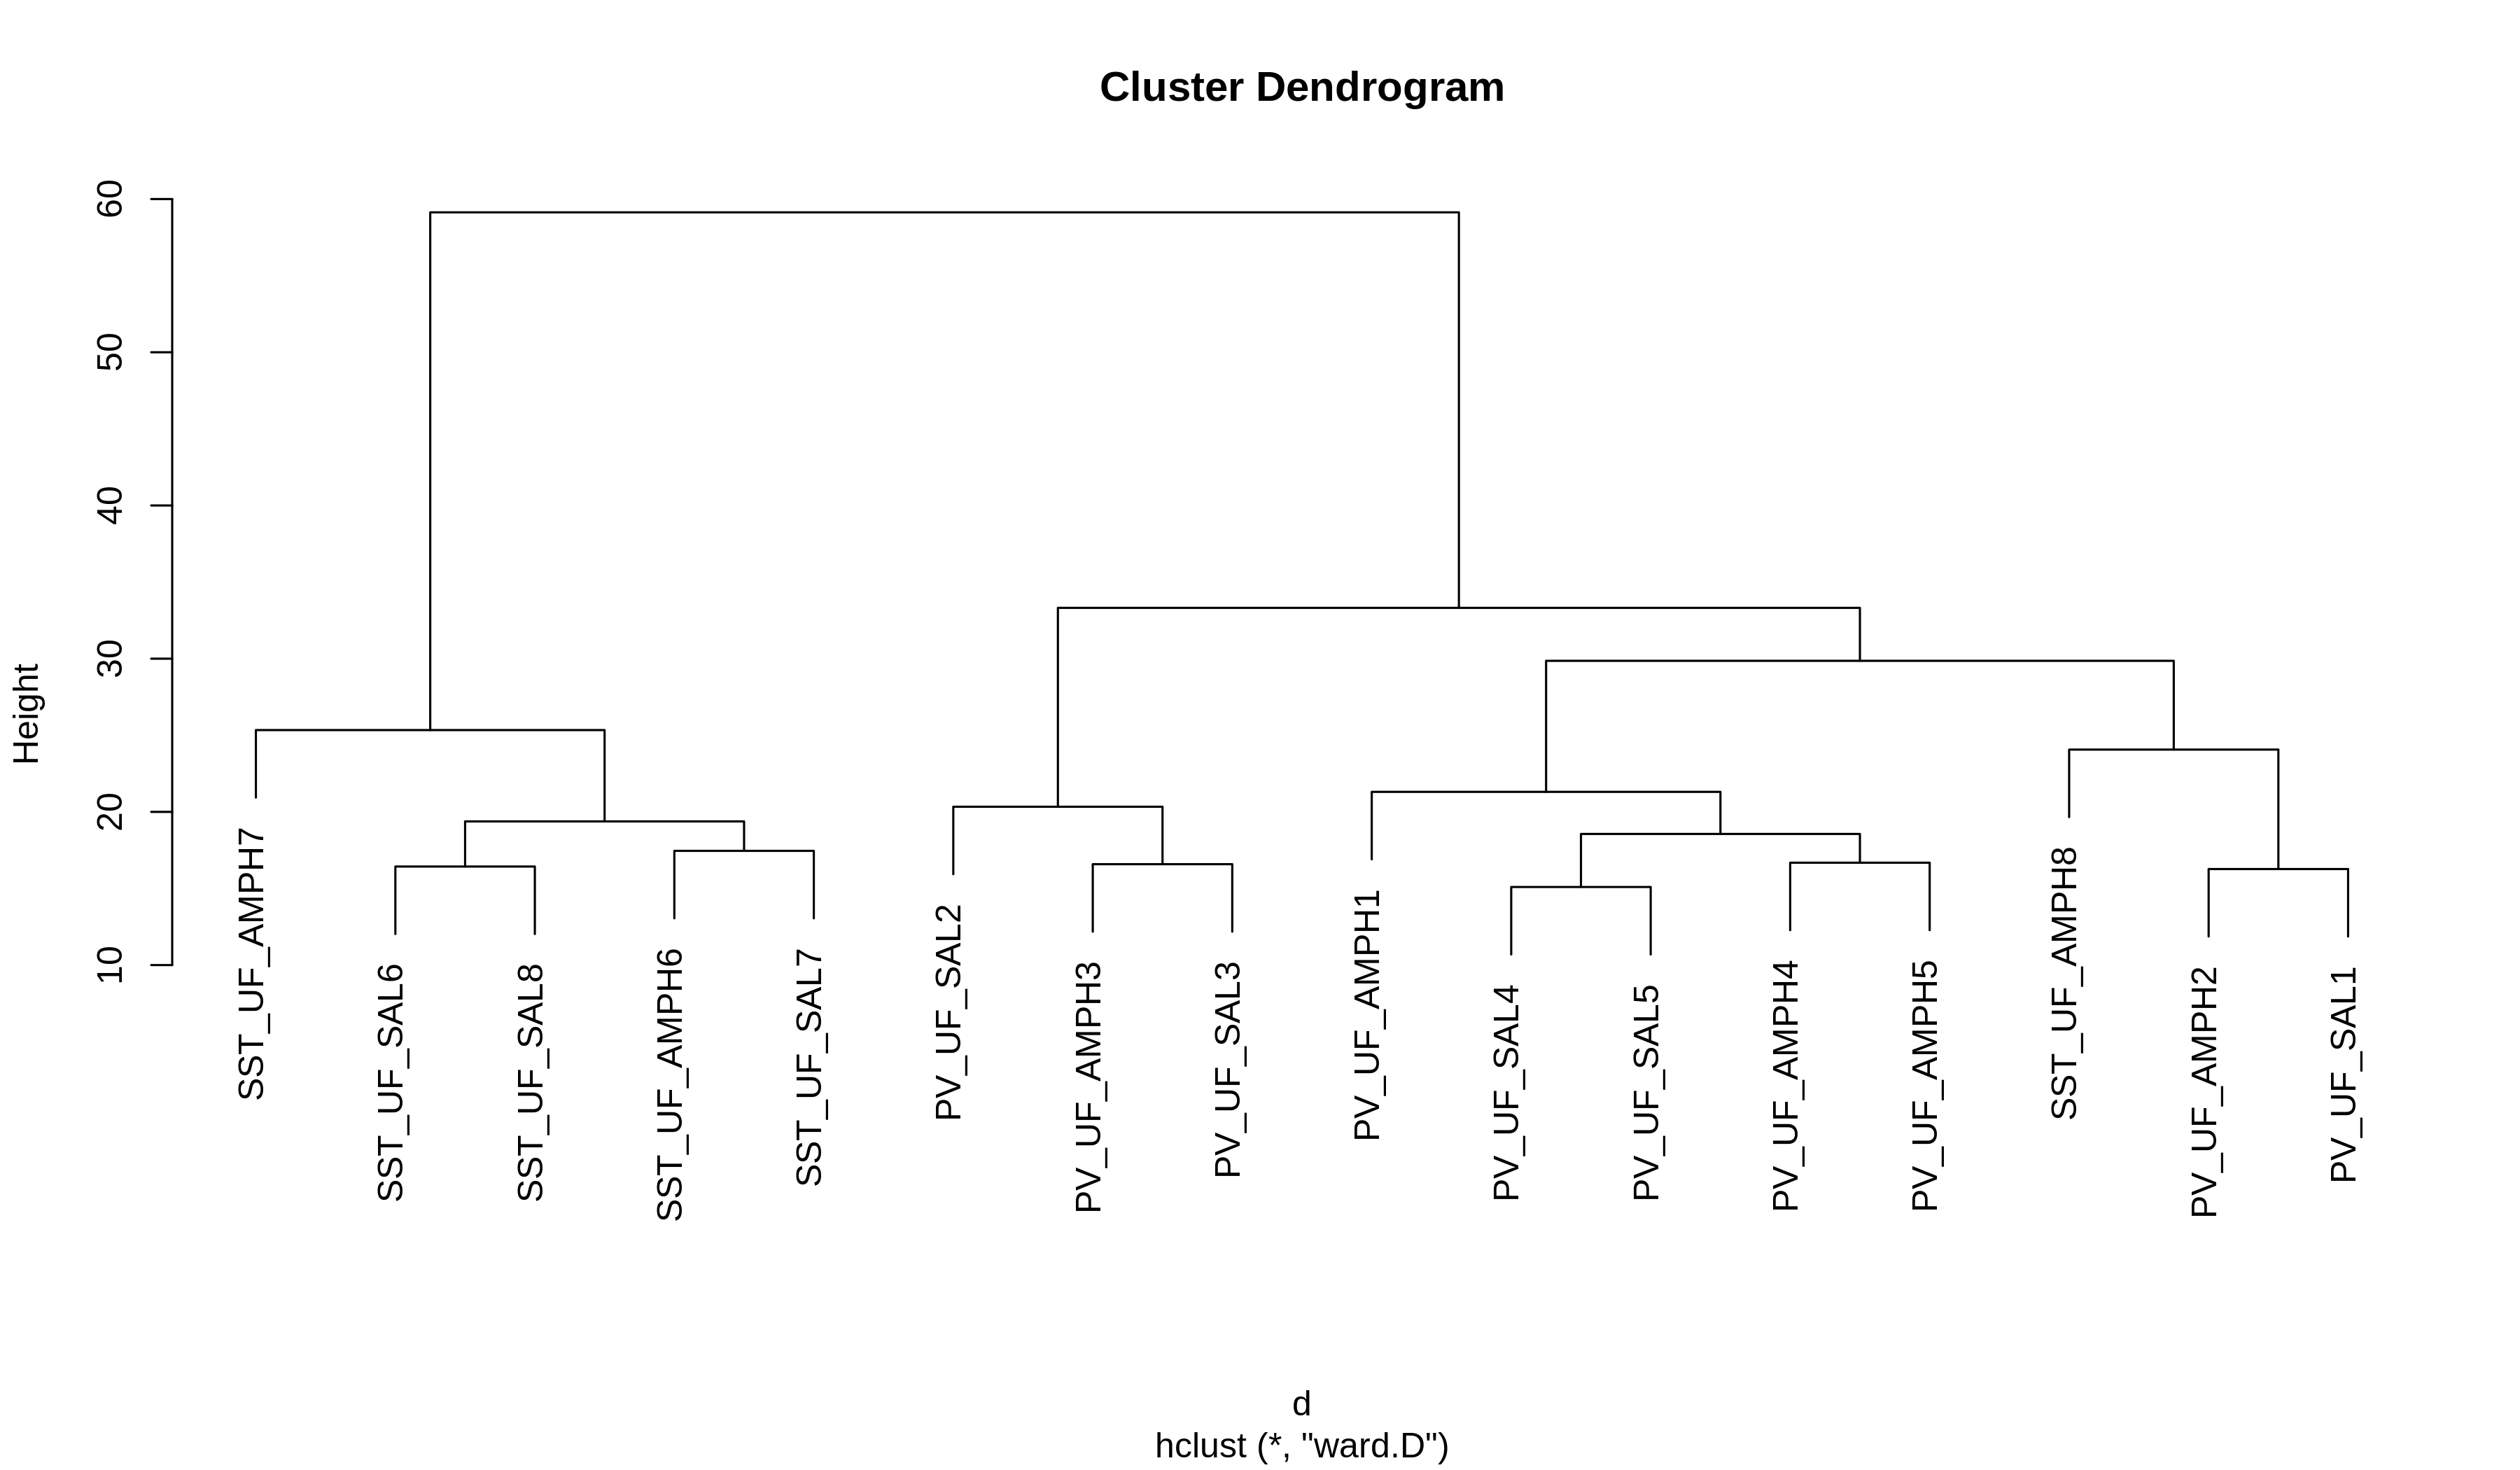 Cluster Dendrogram
Height
60
50
40
30
20
10
SST_UF_AMPH7
SST_UF_SAL6
SST_UF_SAL8
SST_UF_AMPH6
SST_UF_SAL7
PV_UF_SAL2
PV_UF_AMPH3
PV_UF_SAL3
PV_UF_AMPH1
PV_UF_SAL4
PV_UF_SAL5
PV_UF_AMPH4
PV_UF_AMPH5
SST_UF_AMPH8
PV_UF_AMPH2
PV_UF_SAL1
d
hclust (*, "ward.D")